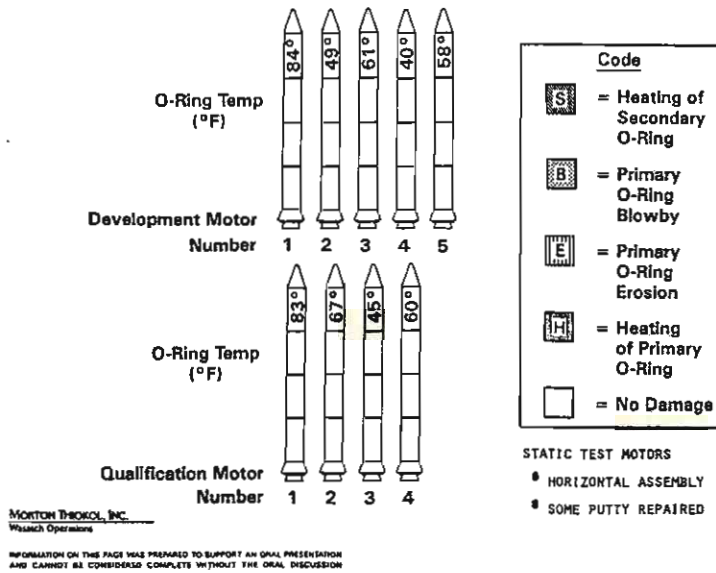 84° 49° 61° 40° 58°
O-Ring Temp
(°F)
Development Motor
Number 1 2 3 4 5
83° 67° 45° 60°
O-Ring Temp
(°F)
Qualification Motor
Number 1 2 3 4
Code
S = Heating of
Secondary
O-Ring
B = Primary
O-Ring
Blowby
E = Primary
O-Ring
Erosion
H = Heating
of Primary
O-Ring
= No Damage
STATIC TEST MOTORS
• HORIZONTAL ASSEMBLY
• SOME PUTTY REPAIRED
MORTON THIOKOL, INC.
Wasatch Operations
INFORMATION ON THIS PAGE WAS PREPARED TO SUPPORT AN ORAL PRESENTATION
AND CANNOT BE CONSIDERED COMPLETE WITHOUT THE ORAL DISCUSSION